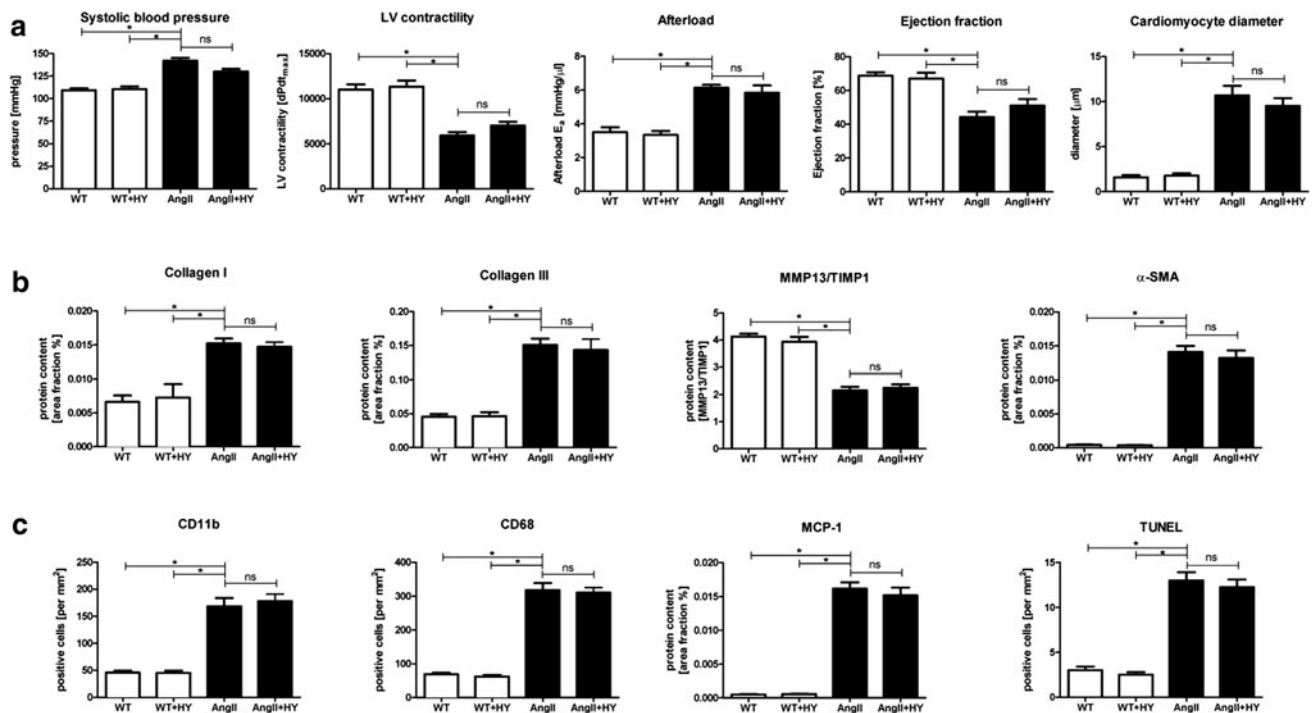 a
Systolic blood pressure
* * ns
pressure [mmHg]
150
125
100
75
50
25
0
WT WT+HY AngII AngII+HY
LV contractility
* * ns
LV contractility [dPdtmax]
15000
10000
5000
0
WT WT+HY AngII AngII+HY
Afterload
* * ns
Afterload Ea [mmHg/µl]
8
6
4
2
0
WT WT+HY AngII AngII+HY
Ejection fraction
* * ns
Ejection fraction [%]
80
60
40
20
0
WT WT+HY AngII AngII+HY
Cardiomyocyte diameter
* * ns
diameter [µm]
15
10
5
0
WT WT+HY AngII AngII+HY
b
Collagen I
* * ns
protein content
[area fraction %]
0.020
0.015
0.010
0.005
0.000
WT WT+HY AngII AngII+HY
Collagen III
* * ns
protein content
[area fraction %]
0.20
0.15
0.10
0.05
0.00
WT WT+HY AngII AngII+HY
MMP13/TIMP1
* * ns
protein content
[MMP13/TIMP1]
5
4
3
2
1
0
WT WT+HY AngII AngII+HY
α-SMA
* * ns
protein content
[area fraction %]
0.020
0.015
0.010
0.005
0.000
WT WT+HY AngII AngII+HY
c
CD11b
* * ns
positive cells [per mm²]
250
200
150
100
50
0
WT WT+HY AngII AngII+HY
CD68
* * ns
positive cells [per mm²]
400
300
200
100
0
WT WT+HY AngII AngII+HY
MCP-1
* * ns
protein content
[area fraction %]
0.020
0.015
0.010
0.005
0.000
WT WT+HY AngII AngII+HY
TUNEL
* * ns
positive cells [per mm²]
15
10
5
0
WT WT+HY AngII AngII+HY